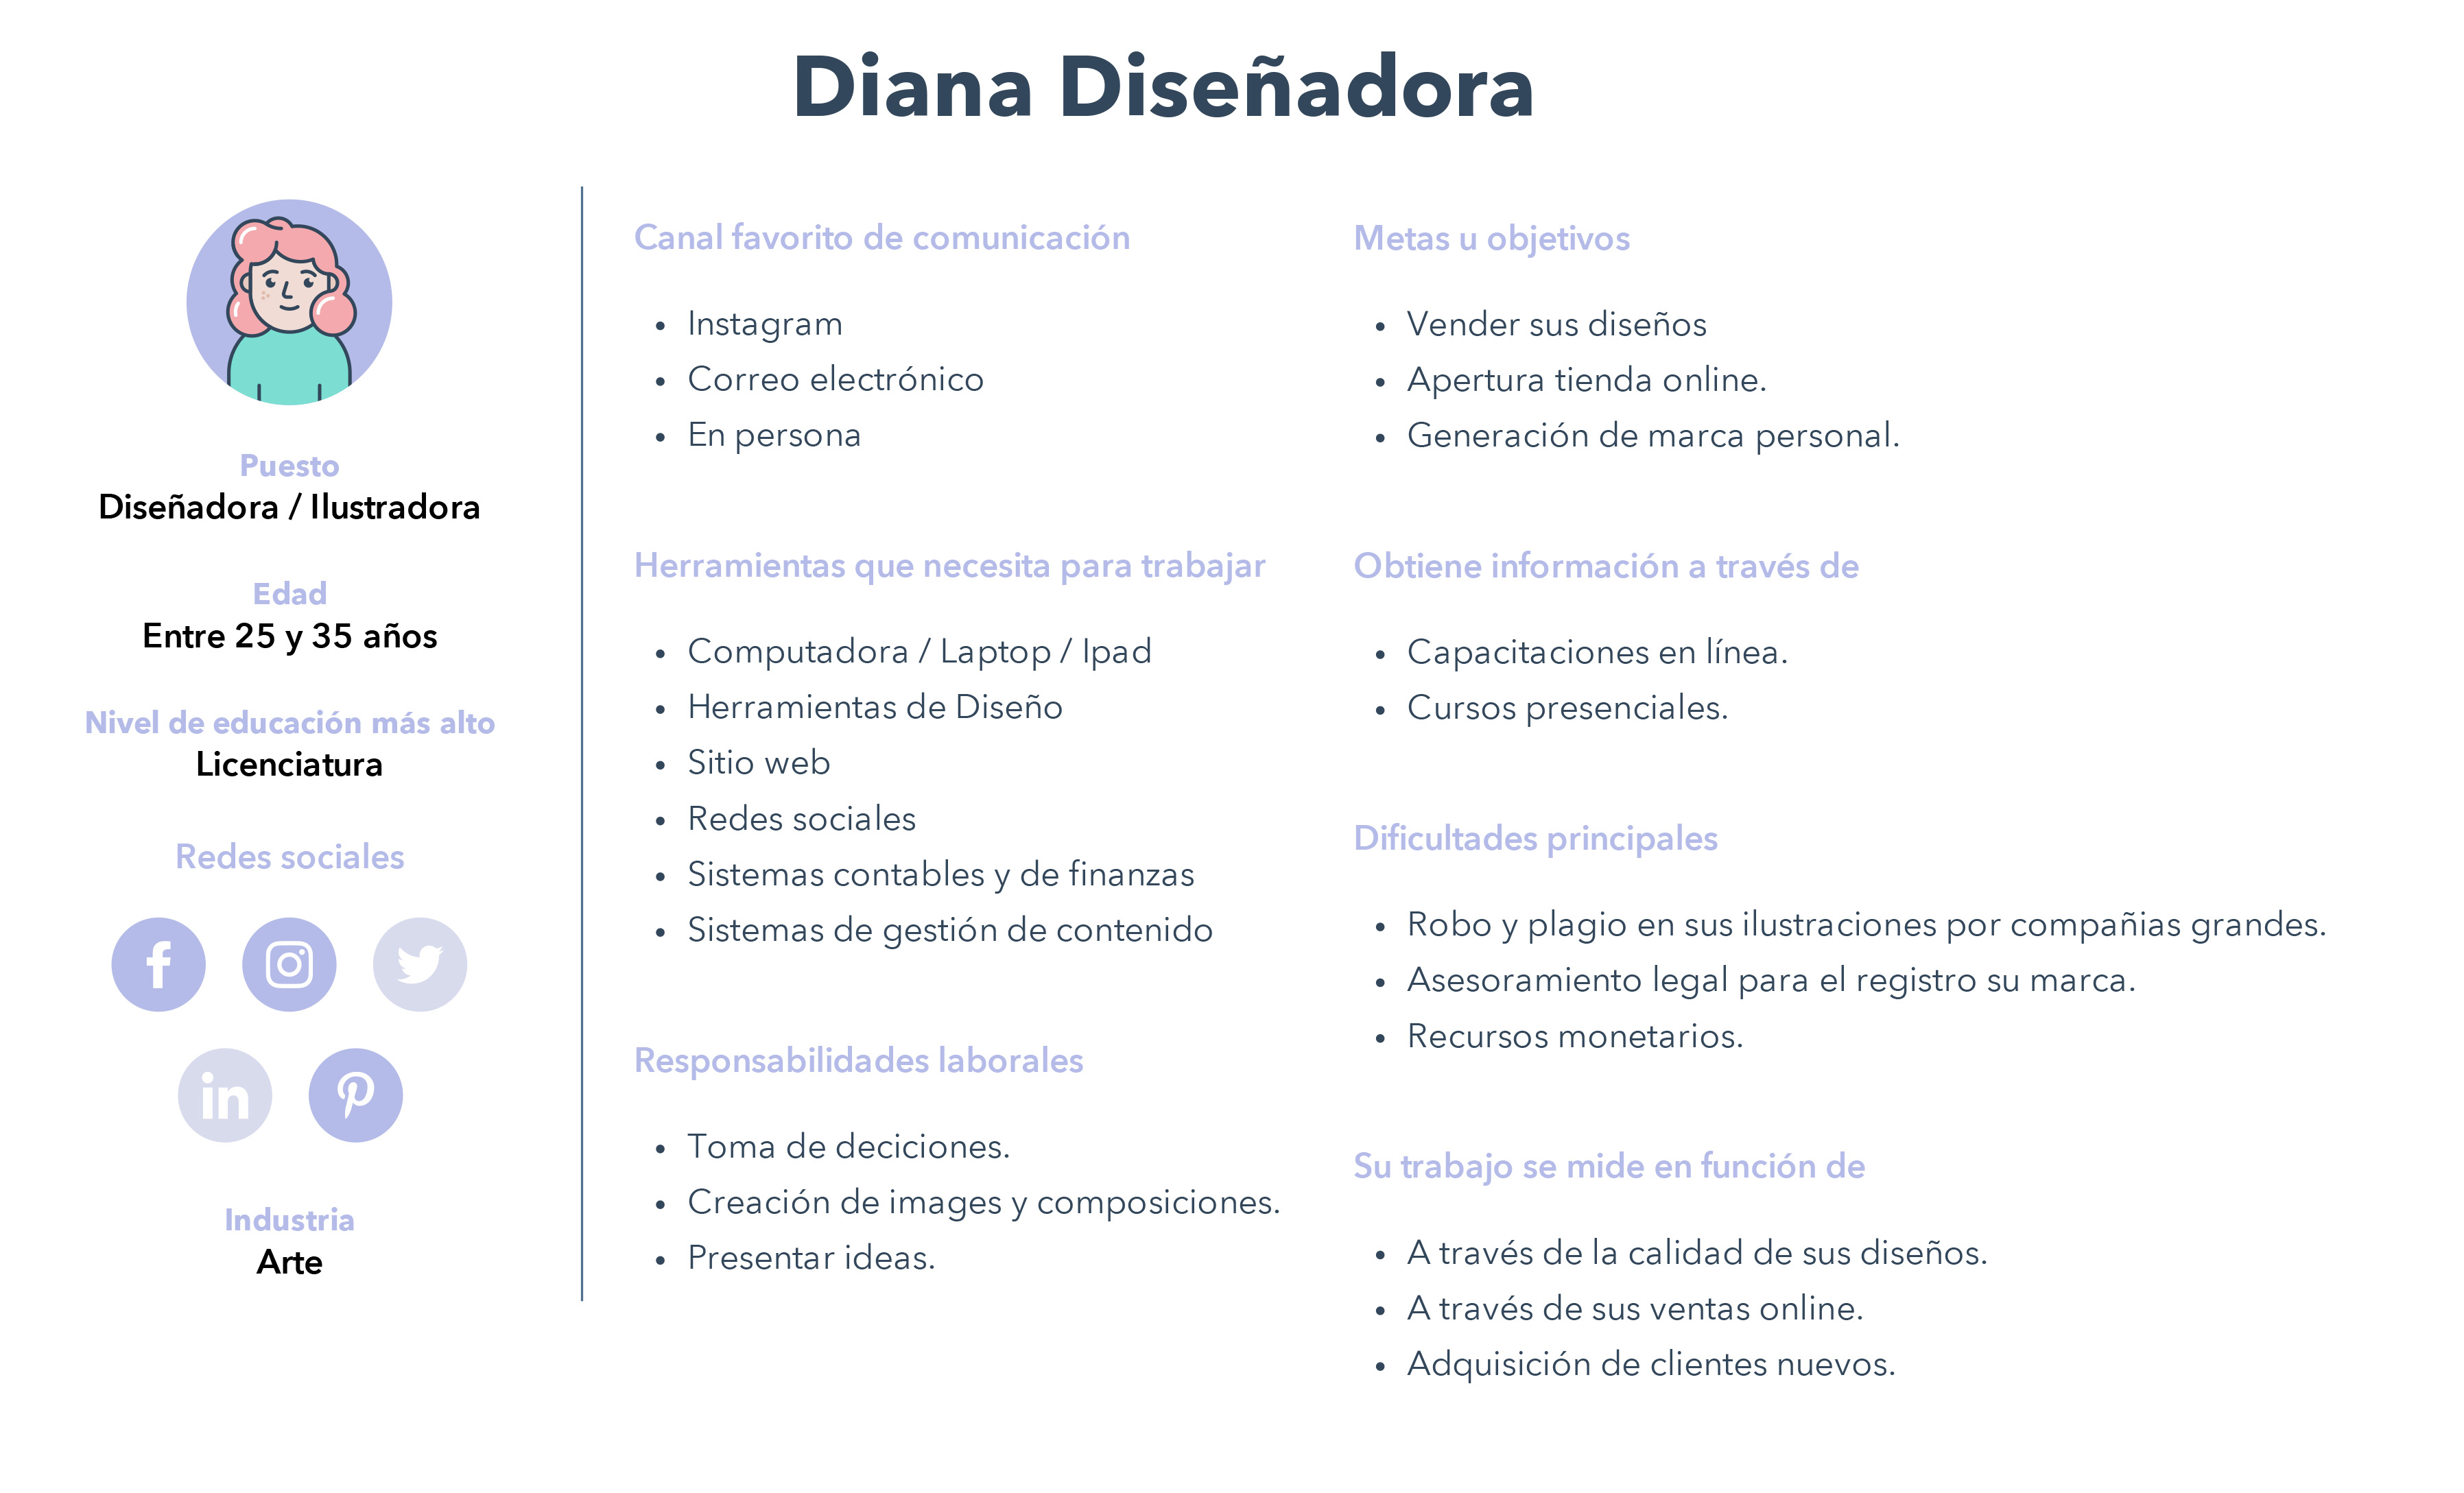 Diana Diseñadora
Puesto
Diseñadora / Ilustradora
Edad
Entre 25 y 35 años
Nivel de educación más alto
Licenciatura
Redes sociales
Industria
Arte
Canal favorito de comunicación
• Instagram
• Correo electrónico
• En persona
Herramientas que necesita para trabajar
• Computadora / Laptop / Ipad
• Herramientas de Diseño
• Sitio web
• Redes sociales
• Sistemas contables y de finanzas
• Sistemas de gestión de contenido
Responsabilidades laborales
• Toma de deciciones.
• Creación de images y composiciones.
• Presentar ideas.
Metas u objetivos
• Vender sus diseños
• Apertura tienda online.
• Generación de marca personal.
Obtiene información a través de
• Capacitaciones en línea.
• Cursos presenciales.
Dificultades principales
• Robo y plagio en sus ilustraciones por compañias grandes.
• Asesoramiento legal para el registro su marca.
• Recursos monetarios.
Su trabajo se mide en función de
• A través de la calidad de sus diseños.
• A través de sus ventas online.
• Adquisición de clientes nuevos.